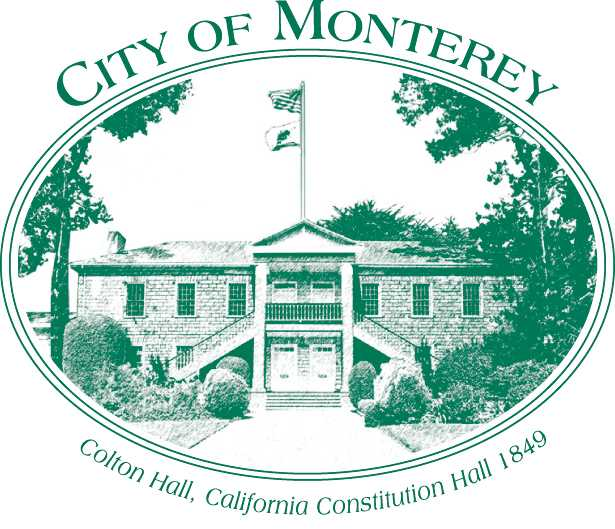 CITY OF MONTEREY
Colton Hall, California Constitution Hall 1849